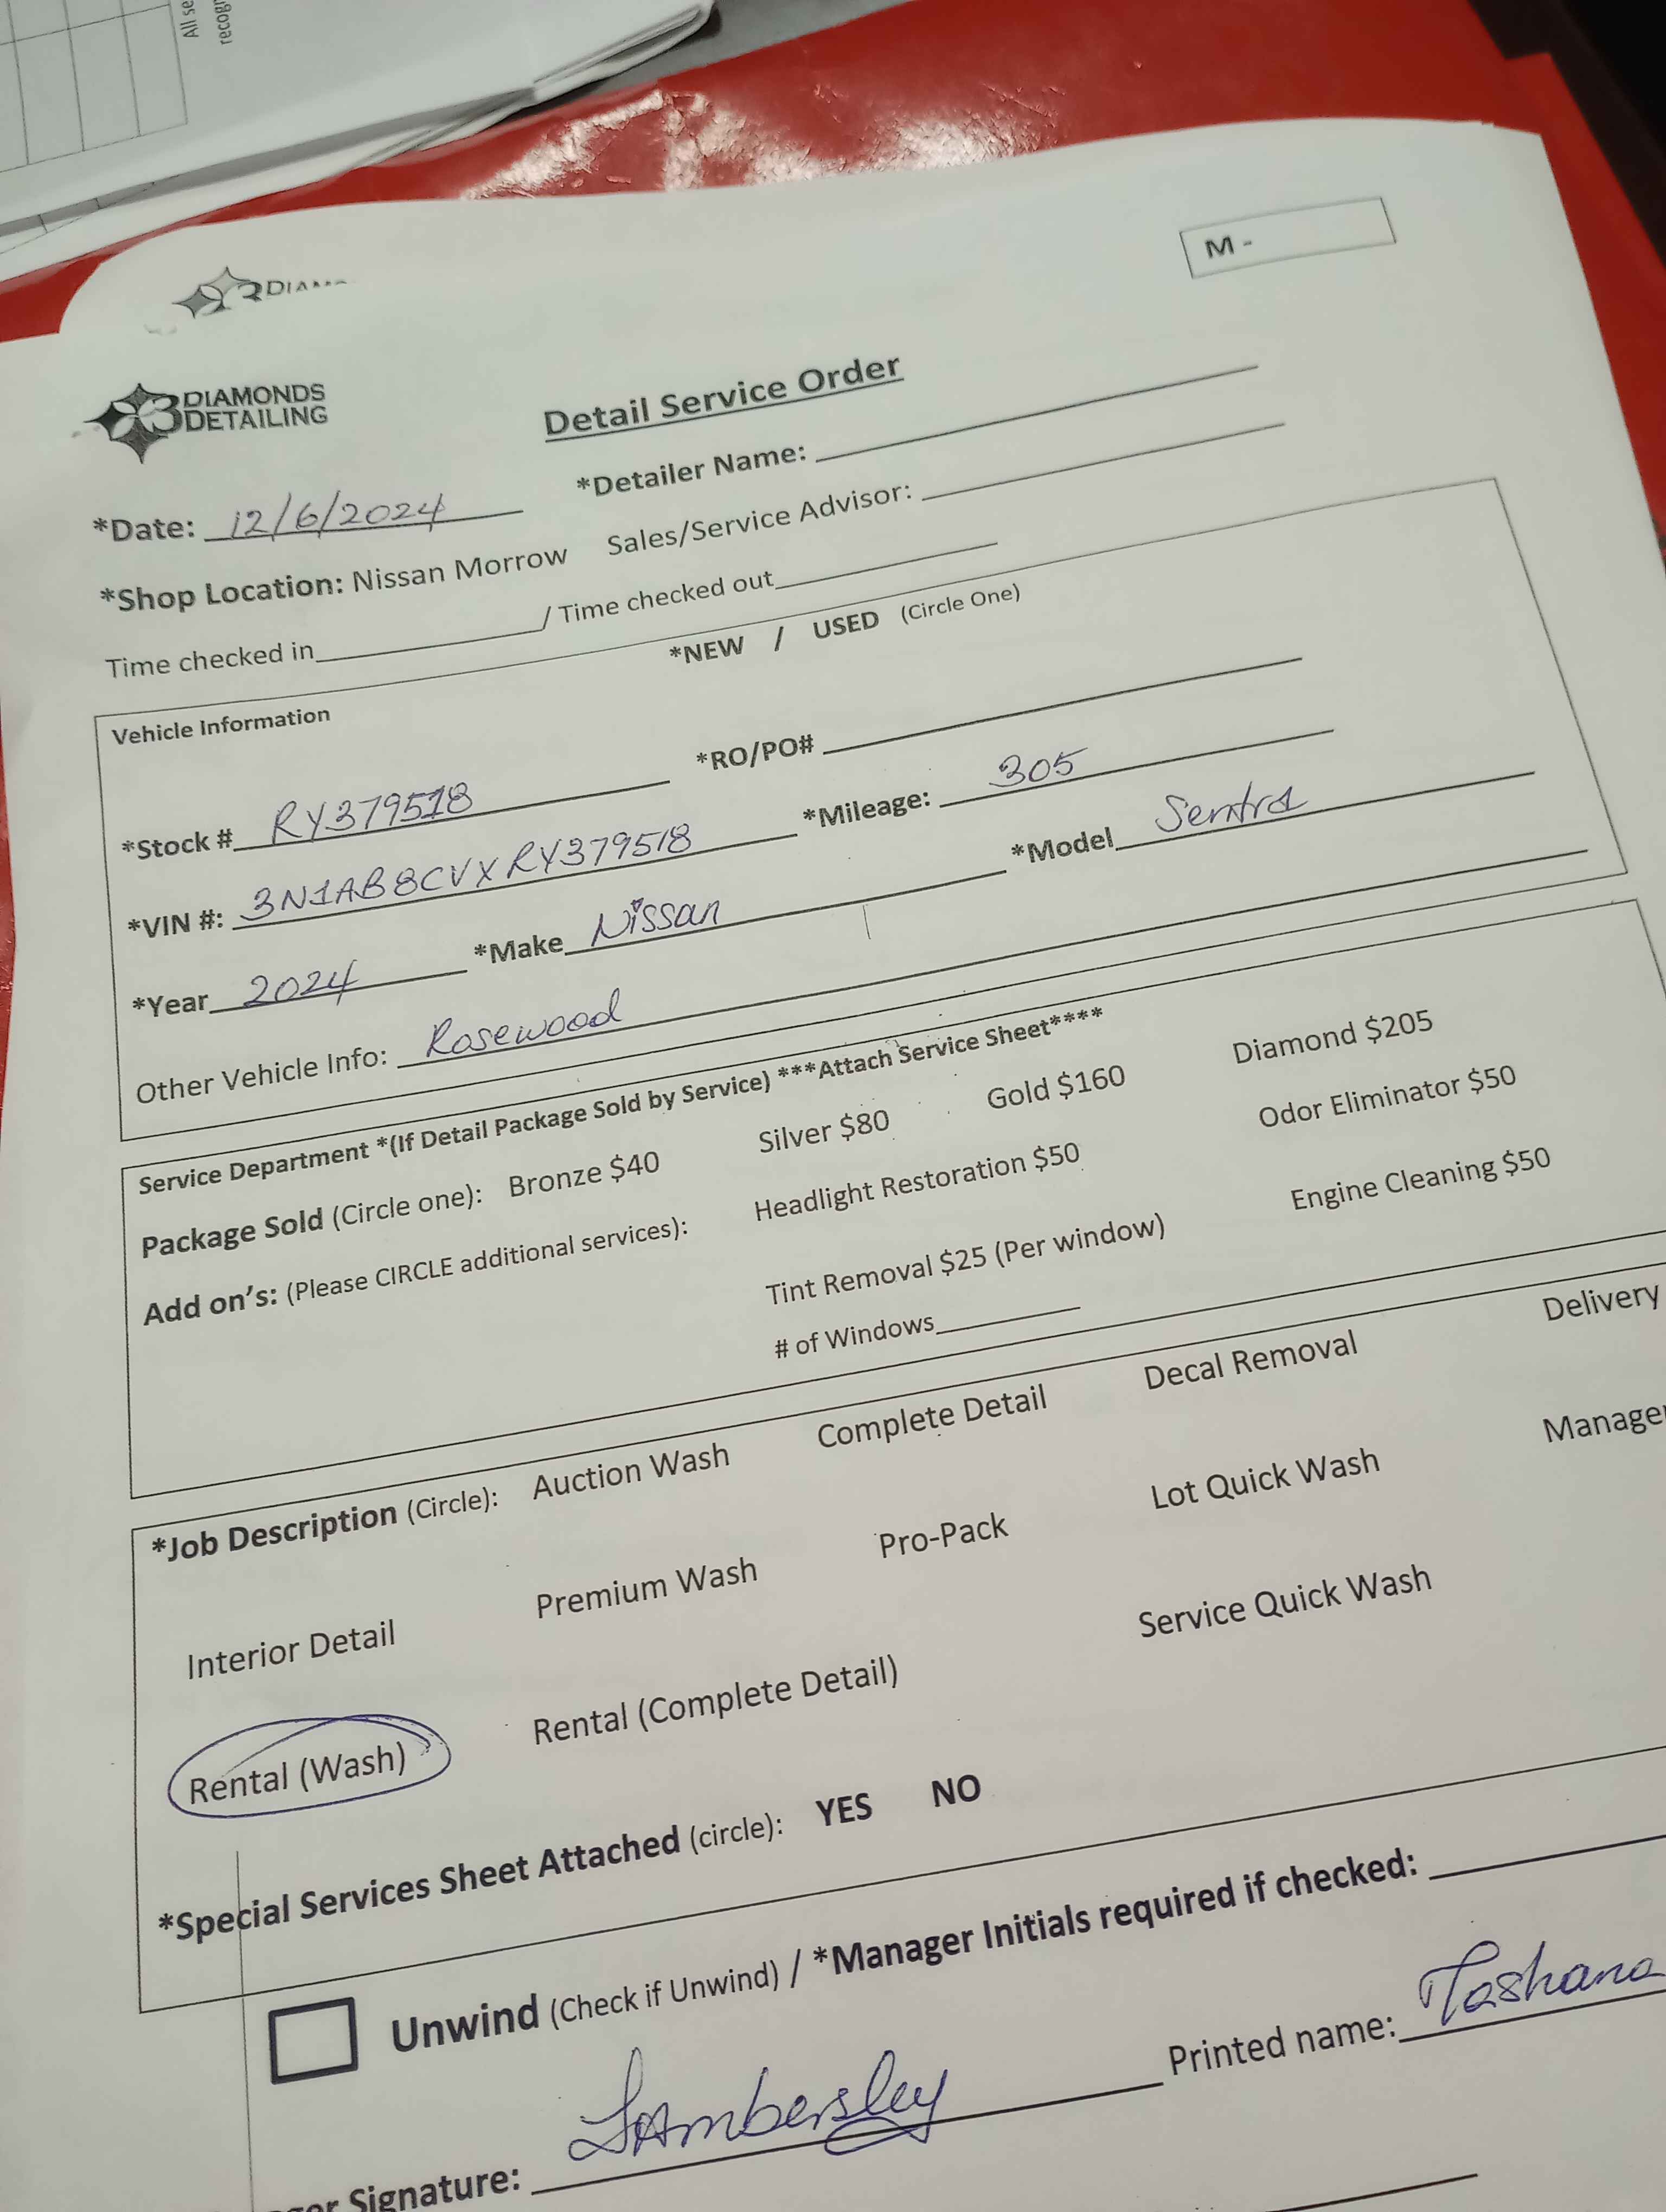 All se
recogn
3 DIAM
M -
3 DIAMONDS
DETAILING
Detail Service Order
*Detailer Name:
*Date: 12/6/2024
Sales/Service Advisor:
*Shop Location: Nissan Morrow
Time checked in / Time checked out
*NEW / USED (Circle One)
Vehicle Information
*Stock # RY379518 *RO/PO#
*VIN #: 3N1AB8CVXRY379518 *Mileage: 305
*Year 2024 *Make Nissan *Model Sentra
Other Vehicle Info: Rosewood
Service Department *(If Detail Package Sold by Service) ***Attach Service Sheet****
Package Sold (Circle one): Bronze $40 Silver $80 Gold $160 Diamond $205
Add on's: (Please CIRCLE additional services): Headlight Restoration $50 Odor Eliminator $50
Tint Removal $25 (Per window) Engine Cleaning $50
# of Windows
*Job Description (Circle): Auction Wash Complete Detail Decal Removal Delivery
Interior Detail Premium Wash Pro-Pack Lot Quick Wash Manager
Rental (Wash) Rental (Complete Detail) Service Quick Wash
*Special Services Sheet Attached (circle): YES NO
Unwind (Check if Unwind) / *Manager Initials required if checked:
er Signature: Printed name: Tashana